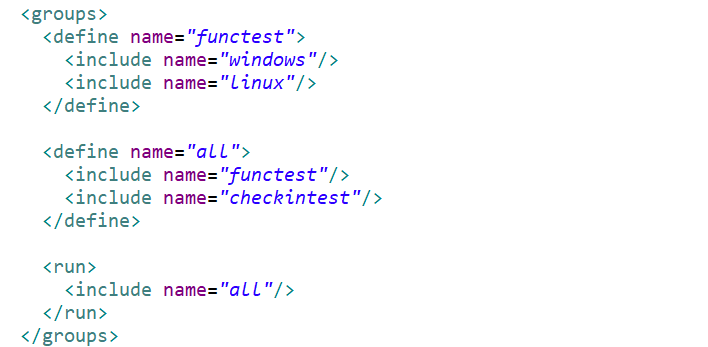 <groups>
  <define name="functest">
    <include name="windows"/>
    <include name="linux"/>
  </define>

  <define name="all">
    <include name="functest"/>
    <include name="checkintest"/>
  </define>

  <run>
    <include name="all"/>
  </run>
</groups>